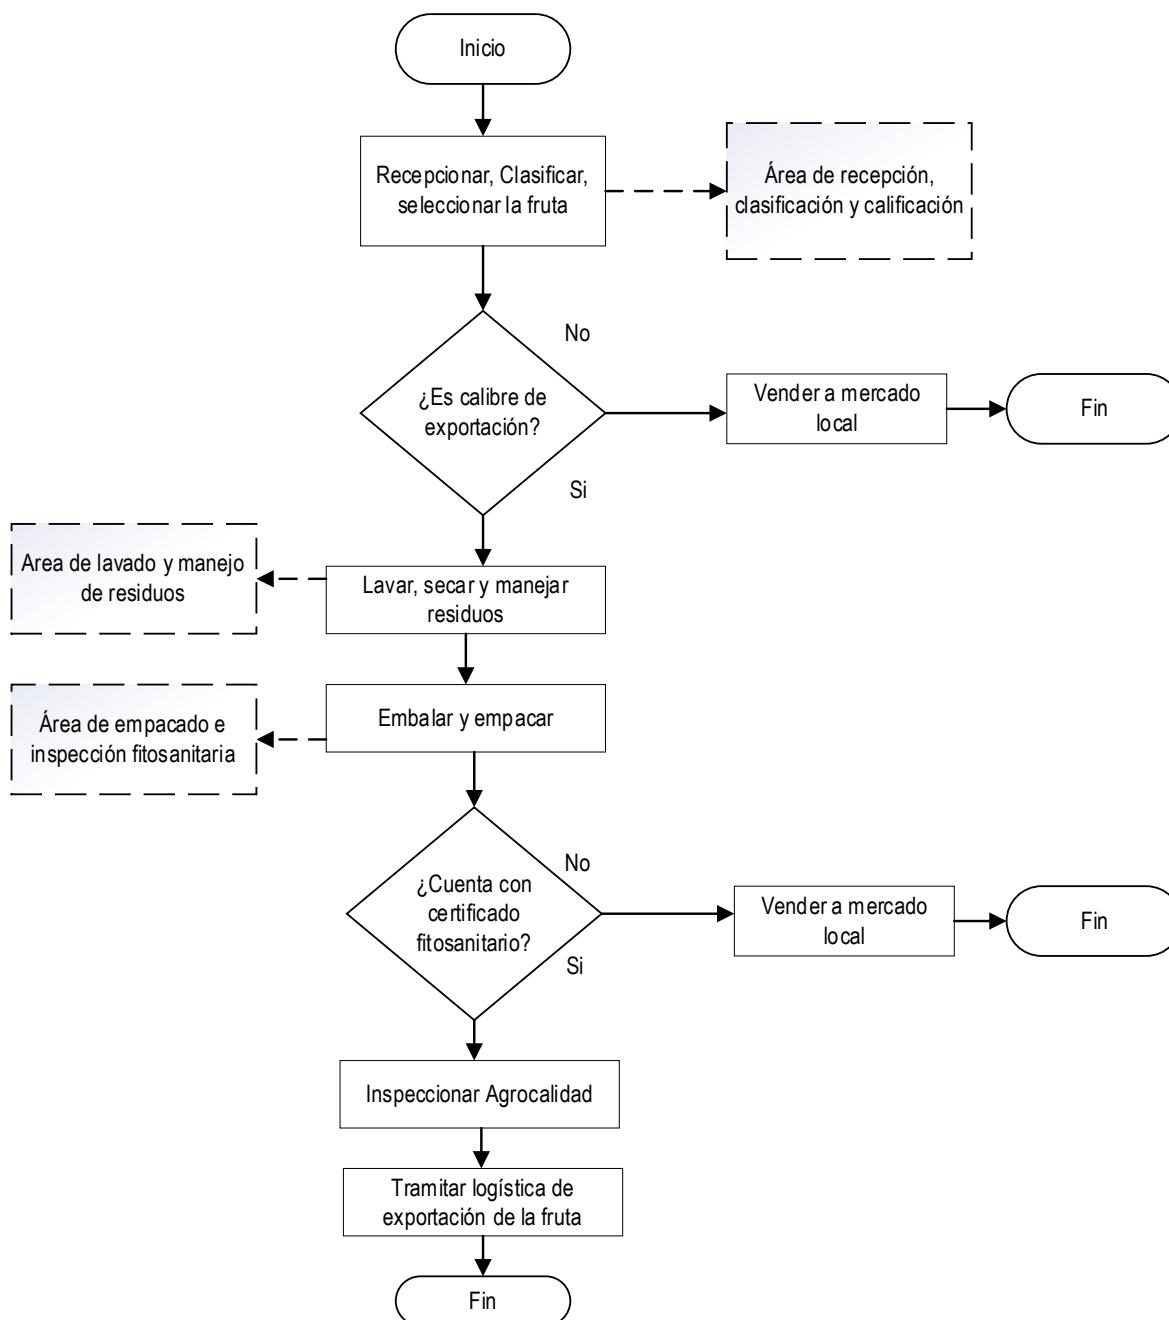 Inicio
Recepcionar, Clasificar,
seleccionar la fruta
Área de recepción,
clasificación y calificación
No
¿Es calibre de
exportación?
Vender a mercado
local
Fin
Si
Area de lavado y manejo
de residuos
Lavar, secar y manejar
residuos
Área de empacado e
inspección fitosanitaria
Embalar y empacar
No
¿Cuenta con
certificado
fitosanitario?
Vender a mercado
local
Fin
Si
Inspeccionar Agrocalidad
Tramitar logística de
exportación de la fruta
Fin